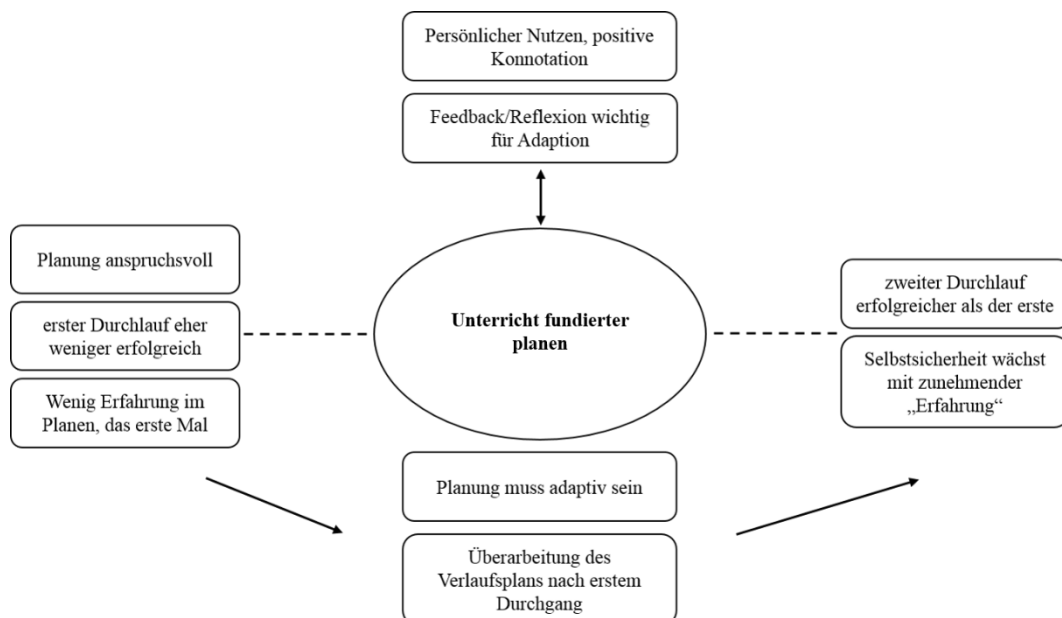 Persönlicher Nutzen, positive
Konnotation
Feedback/Reflexion wichtig
für Adaption
Planung anspruchsvoll
erster Durchlauf eher
weniger erfolgreich
Wenig Erfahrung im
Planen, das erste Mal
Unterricht fundierter
planen
zweiter Durchlauf
erfolgreicher als der erste
Selbstsicherheit wächst
mit zunehmender
„Erfahrung“
Planung muss adaptiv sein
Überarbeitung des
Verlaufsplans nach erstem
Durchgang